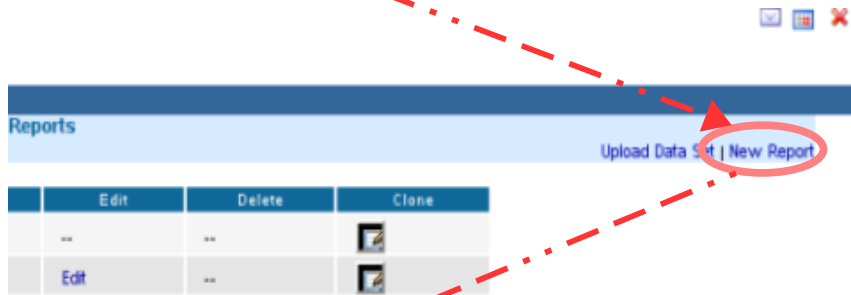 Reports
Upload Data Set | New Report
Edit Delete Clone
-- --
Edit --